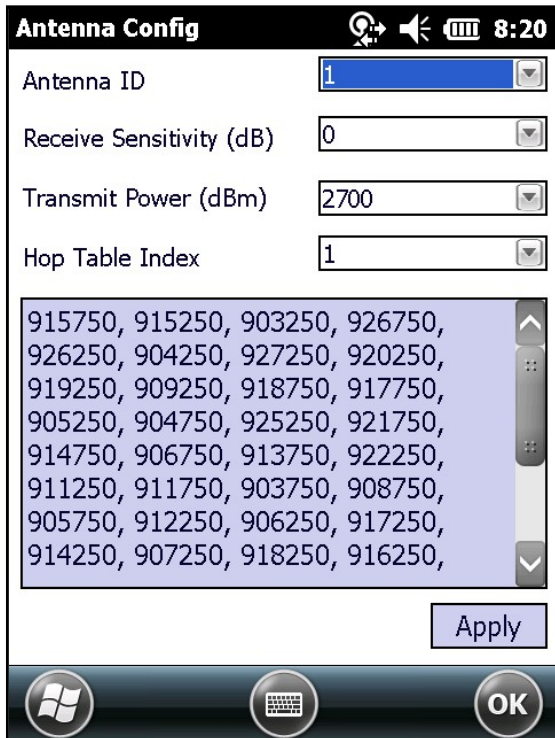 Antenna Config 8:20
Antenna ID 1
Receive Sensitivity (dB) 0
Transmit Power (dBm) 2700
Hop Table Index 1
915750, 915250, 903250, 926750,
926250, 904250, 927250, 920250,
919250, 909250, 918750, 917750,
905250, 904750, 925250, 921750,
914750, 906750, 913750, 922250,
911250, 911750, 903750, 908750,
905750, 912250, 906250, 917250,
914250, 907250, 918250, 916250,
Apply
OK